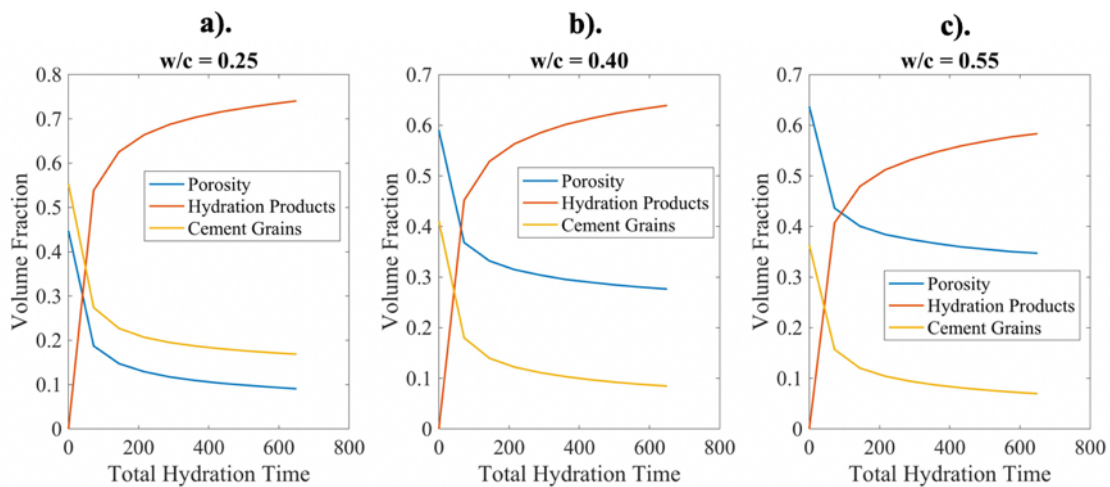 a).
w/c = 0.25
0.8
0.7
0.6
0.5
0.4
0.3
0.2
0.1
0
Volume Fraction
Porosity
Hydration Products
Cement Grains
0 200 400 600 800
Total Hydration Time
b).
w/c = 0.40
0.7
0.6
0.5
0.4
0.3
0.2
0.1
0
Volume Fraction
Porosity
Hydration Products
Cement Grains
0 200 400 600 800
Total Hydration Time
c).
w/c = 0.55
0.7
0.6
0.5
0.4
0.3
0.2
0.1
0
Volume Fraction
Porosity
Hydration Products
Cement Grains
0 200 400 600 800
Total Hydration Time